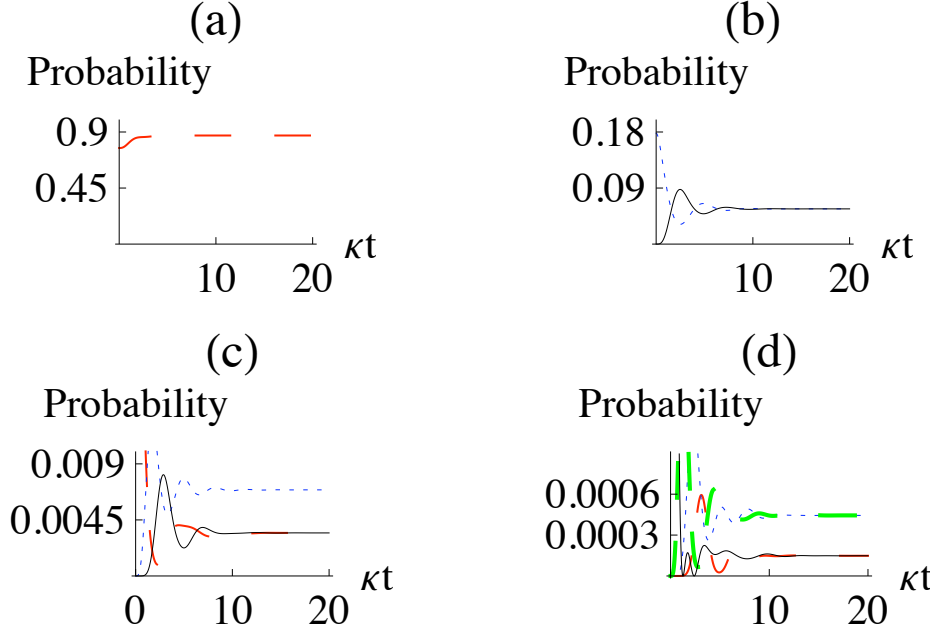 (a)
Probability
0.9
0.45
κt
10 20
(b)
Probability
0.18
0.09
κt
10 20
(c)
Probability
0.009
0.0045
κt
0 10 20
(d)
Probability
0.0006
0.0003
κt
10 20